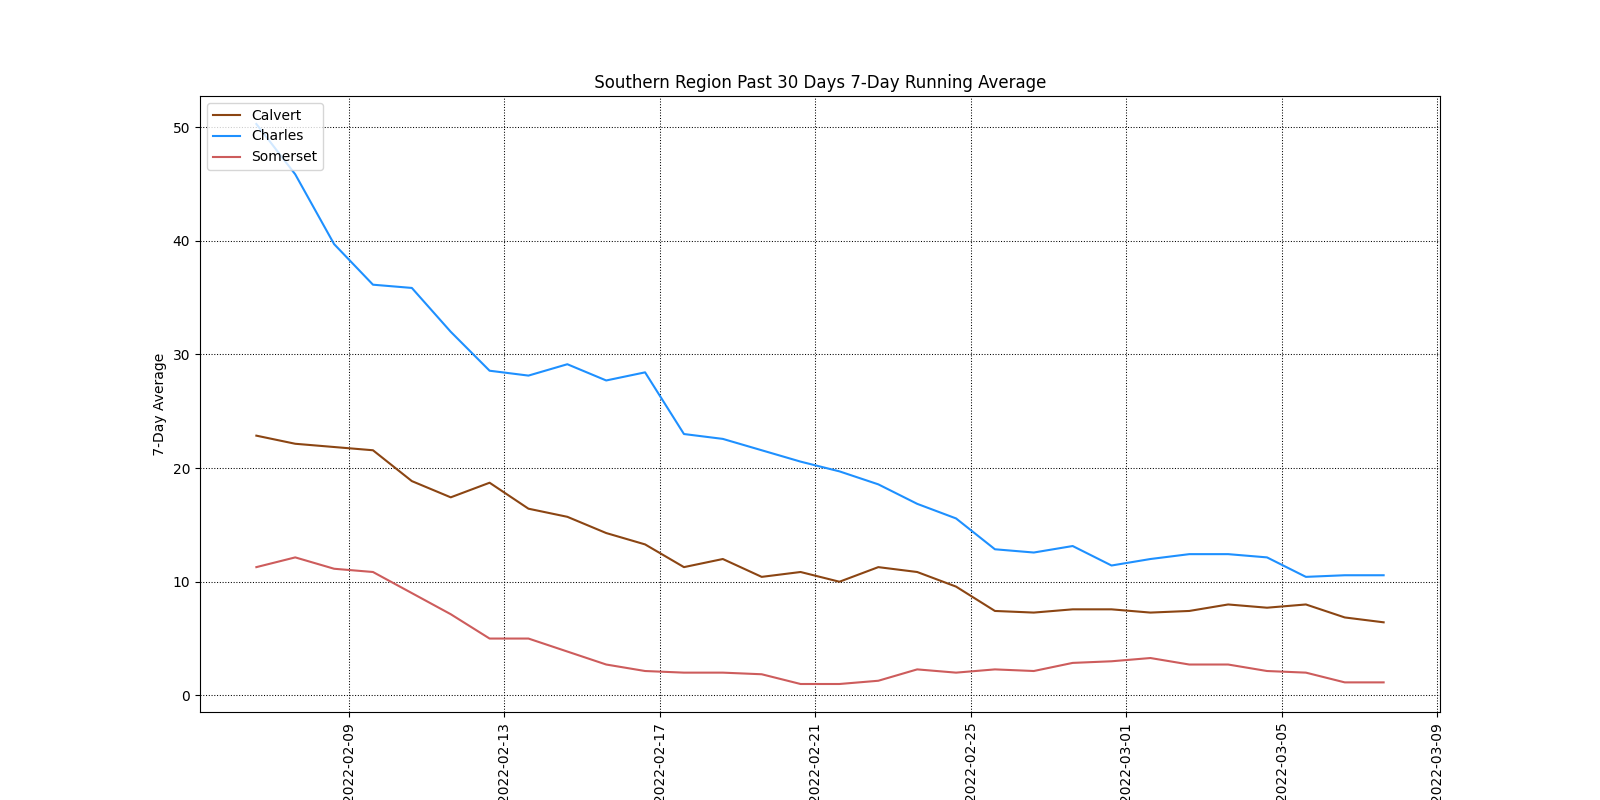 Southern Region Past 30 Days 7-Day Running Average
Calvert
Charles
Somerset
7-Day Average
50
40
30
20
10
0
2022-02-09
2022-02-13
2022-02-17
2022-02-21
2022-02-25
2022-03-01
2022-03-05
2022-03-09